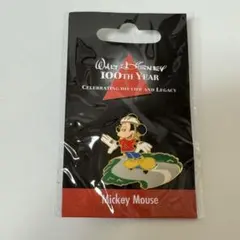 Walt Disney
100TH YEAR
CELEBRATING HIS LIFE AND LEGACY
Mickey Mouse